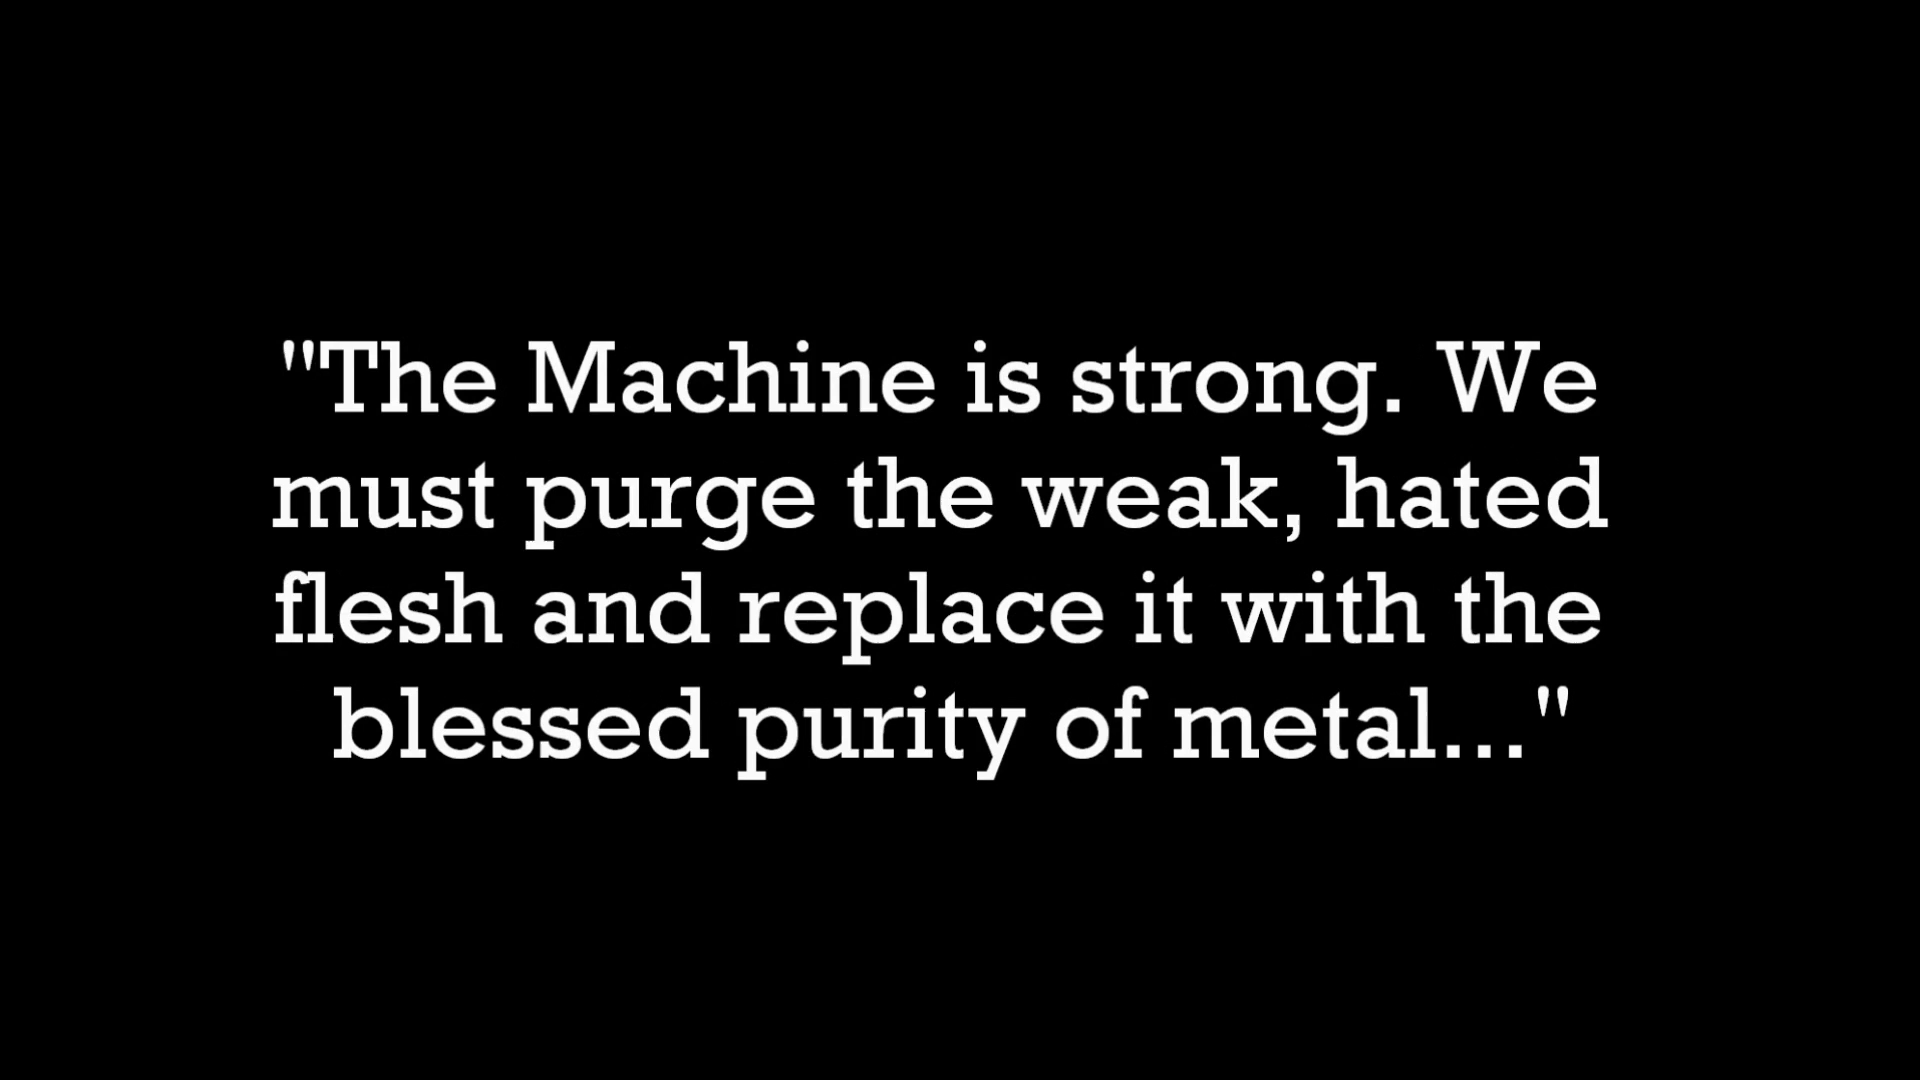 "The Machine is strong. We
must purge the weak, hated
flesh and replace it with the
blessed purity of metal..."